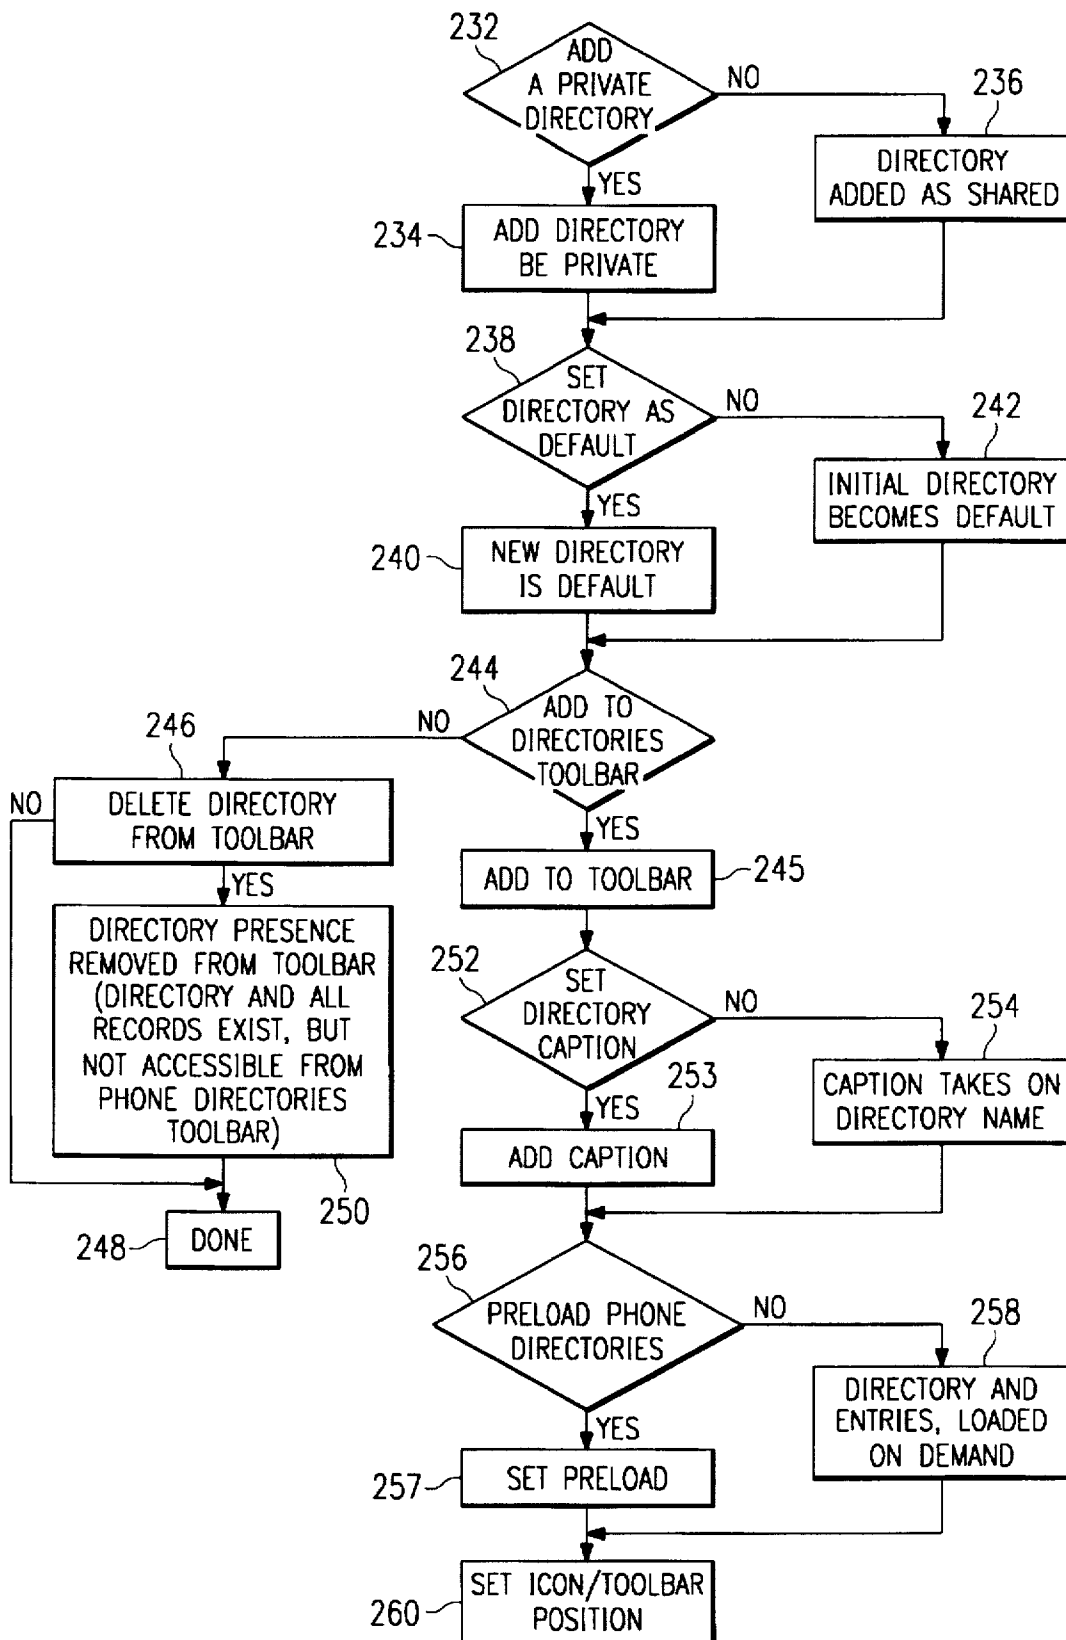 232
ADD
A PRIVATE
DIRECTORY
NO
236
DIRECTORY
ADDED AS SHARED
YES
234
ADD DIRECTORY
BE PRIVATE
238
SET
DIRECTORY AS
DEFAULT
NO
242
INITIAL DIRECTORY
BECOMES DEFAULT
YES
240
NEW DIRECTORY
IS DEFAULT
244
ADD TO
DIRECTORIES
TOOLBAR
NO
246
NO
DELETE DIRECTORY
FROM TOOLBAR
YES
YES
ADD TO TOOLBAR
245
DIRECTORY PRESENCE
REMOVED FROM TOOLBAR
(DIRECTORY AND ALL
RECORDS EXIST, BUT
NOT ACCESSIBLE FROM
PHONE DIRECTORIES
TOOLBAR)
250
248
DONE
252
SET
DIRECTORY
CAPTION
NO
254
CAPTION TAKES ON
DIRECTORY NAME
YES
253
ADD CAPTION
256
PRELOAD PHONE
DIRECTORIES
NO
258
DIRECTORY AND
ENTRIES, LOADED
ON DEMAND
YES
257
SET PRELOAD
260
SET ICON/TOOLBAR
POSITION